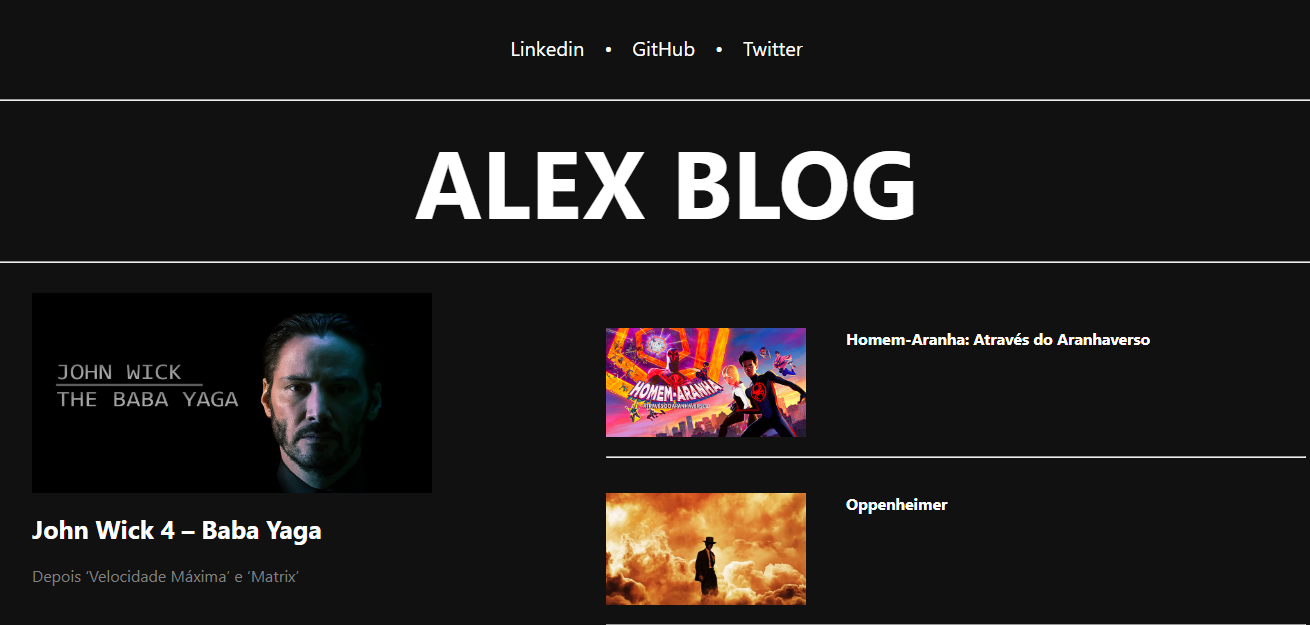 Linkedin • GitHub • Twitter
ALEX BLOG
JOHN WICK
THE BABA YAGA
John Wick 4 – Baba Yaga
Depois ‘Velocidade Máxima’ e ‘Matrix’
HOMEM-ARANHA
ATRAVÉS DO ARANHAVERSO
Homem-Aranha: Através do Aranhaverso
Oppenheimer